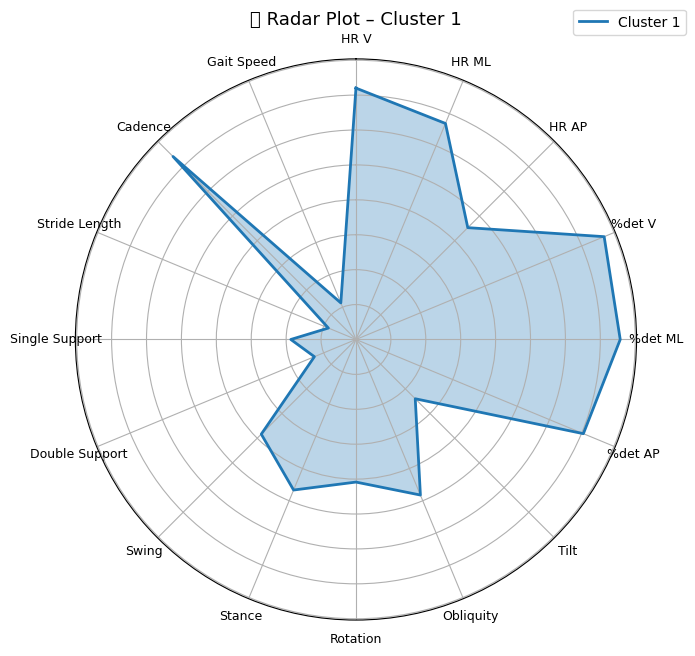 Radar Plot – Cluster 1
Cluster 1
HR V
HR ML
HR AP
%det V
%det ML
%det AP
Tilt
Obliquity
Rotation
Stance
Swing
Double Support
Single Support
Stride Length
Cadence
Gait Speed